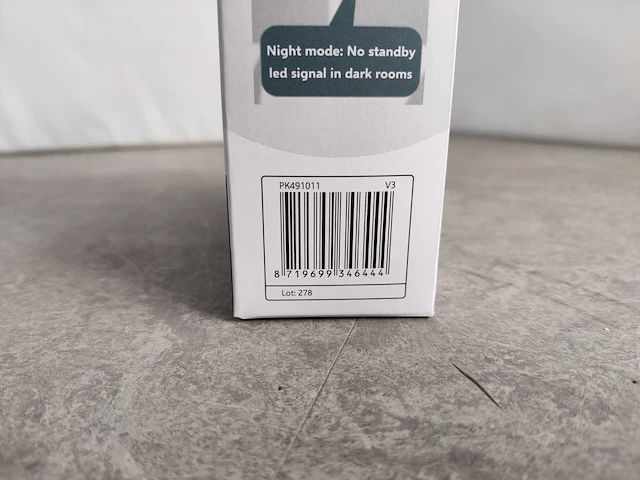 Night mode: No standby
led signal in dark rooms
PK491011 V3
8 719699 346444
Lot: 278